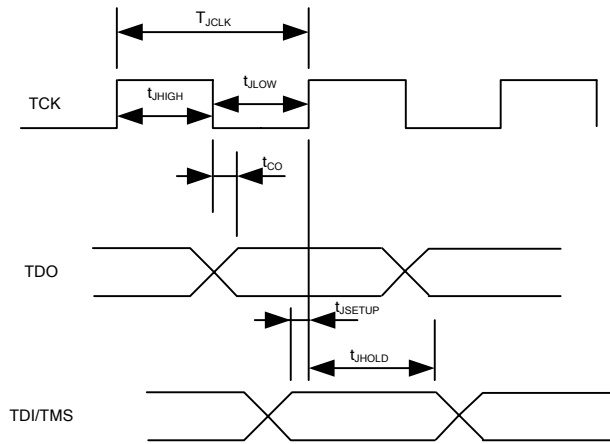 TJCLK
TCK
tJHIGH
tJLOW
tCO
TDO
tJSETUP
tJHOLD
TDI/TMS